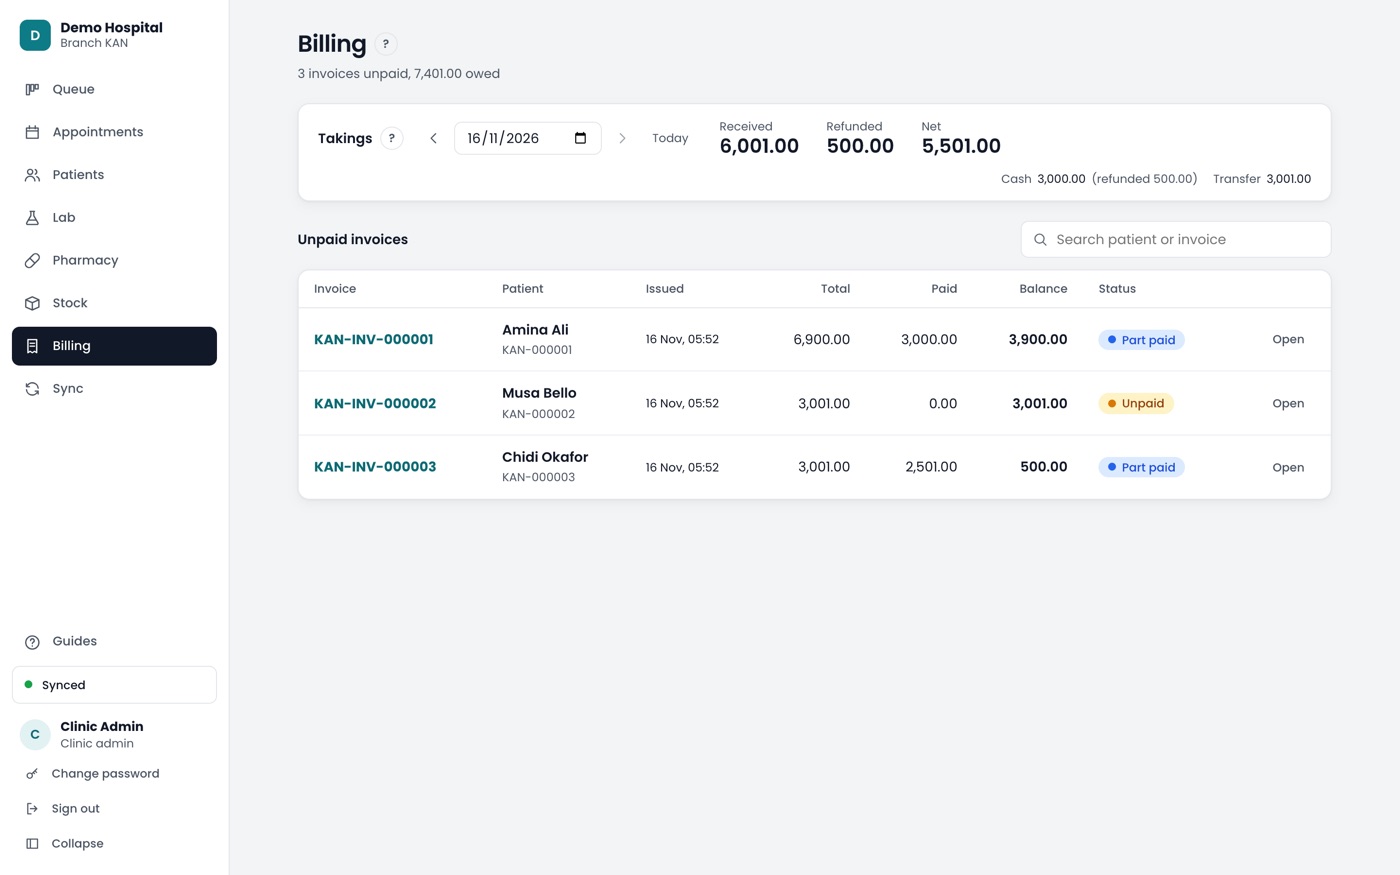 D
Demo Hospital
Branch KAN
Queue
Appointments
Patients
Lab
Pharmacy
Stock
Billing
Sync
Guides
Synced
C
Clinic Admin
Clinic admin
Change password
Sign out
Collapse
Billing ?
3 invoices unpaid, 7,401.00 owed
Takings ? 16/11/2026 Today
Received 6,001.00
Refunded 500.00
Net 5,501.00
Cash 3,000.00 (refunded 500.00) Transfer 3,001.00
Unpaid invoices
Search patient or invoice
Invoice Patient Issued Total Paid Balance Status
KAN-INV-000001 Amina Ali KAN-000001 16 Nov, 05:52 6,900.00 3,000.00 3,900.00 Part paid Open
KAN-INV-000002 Musa Bello KAN-000002 16 Nov, 05:52 3,001.00 0.00 3,001.00 Unpaid Open
KAN-INV-000003 Chidi Okafor KAN-000003 16 Nov, 05:52 3,001.00 2,501.00 500.00 Part paid Open